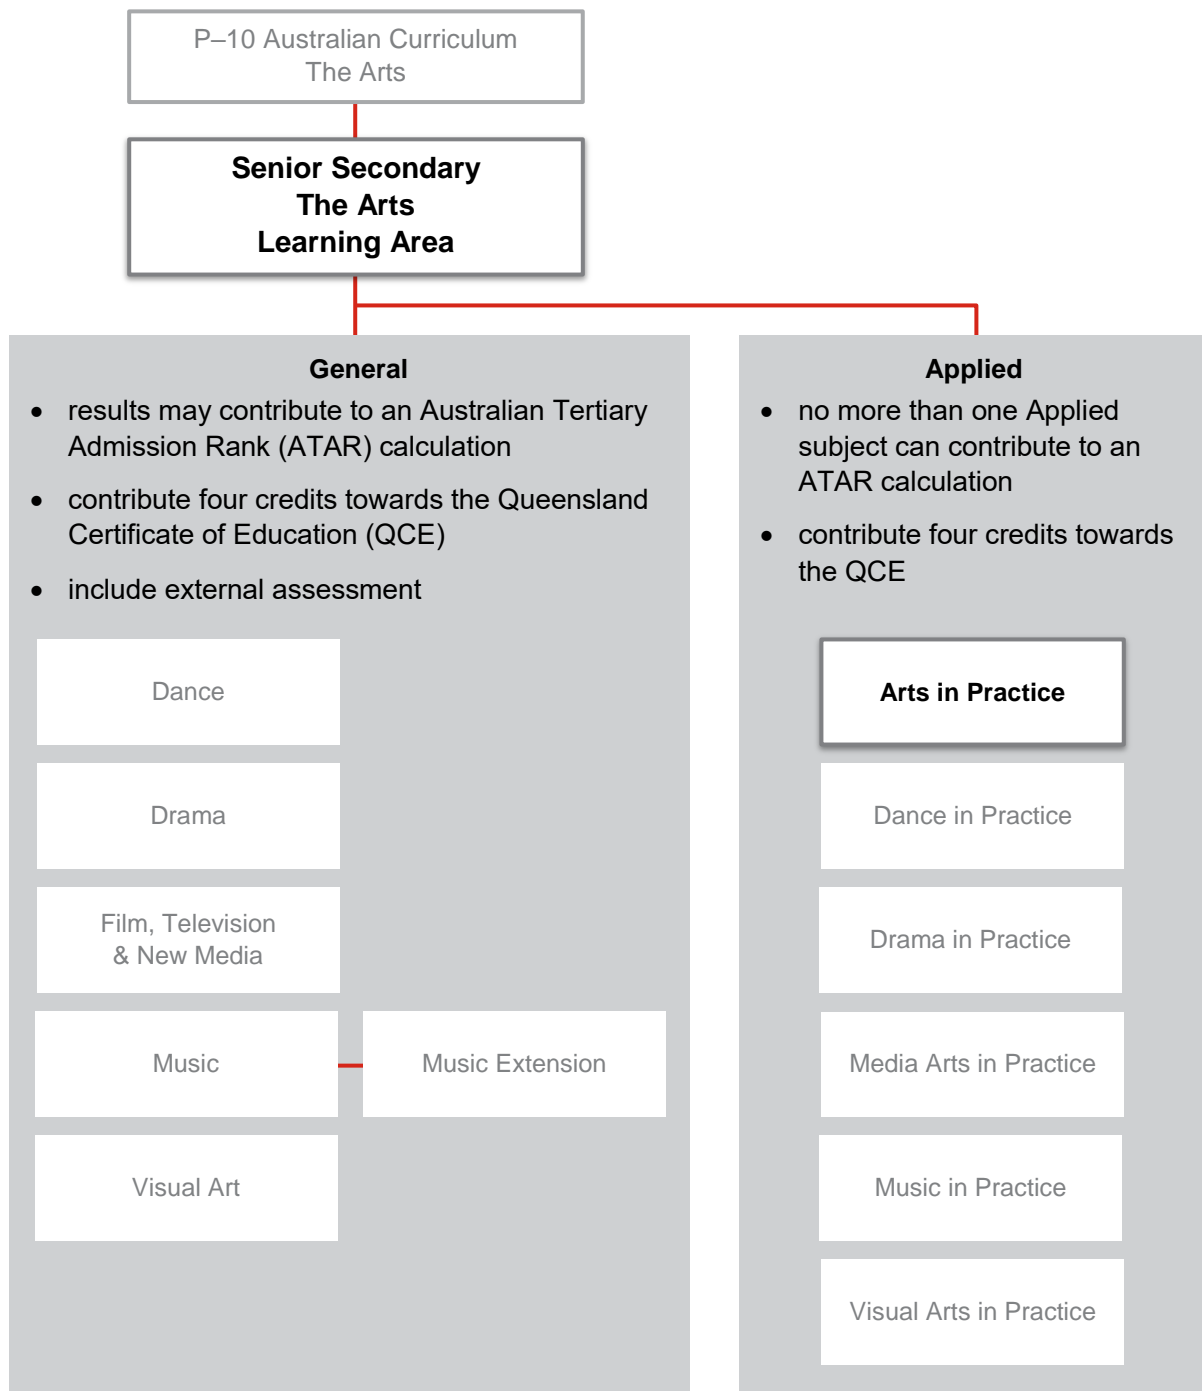 P–10 Australian Curriculum
The Arts
Senior Secondary
The Arts
Learning Area
General
• results may contribute to an Australian Tertiary
Admission Rank (ATAR) calculation
• contribute four credits towards the Queensland
Certificate of Education (QCE)
• include external assessment
Dance
Drama
Film, Television
& New Media
Music
Music Extension
Visual Art
Applied
• no more than one Applied
subject can contribute to an
ATAR calculation
• contribute four credits towards
the QCE
Arts in Practice
Dance in Practice
Drama in Practice
Media Arts in Practice
Music in Practice
Visual Arts in Practice